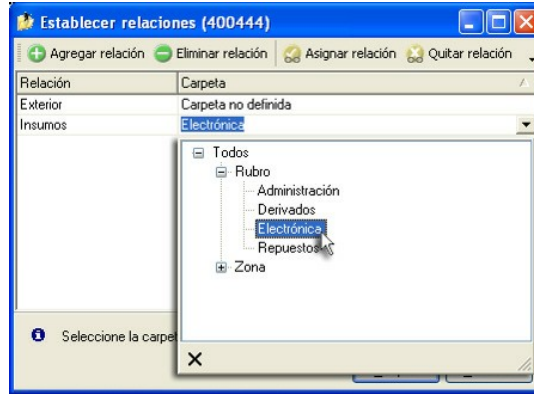 Establecer relaciones (400444)
Agregar relación Eliminar relación Asignar relación Quitar relación
Relación Carpeta
Exterior Carpeta no definida
Insumos Electrónica
Todos
Rubro
Administración
Derivados
Electrónica
Repuestos
Zona
Seleccione la carpet